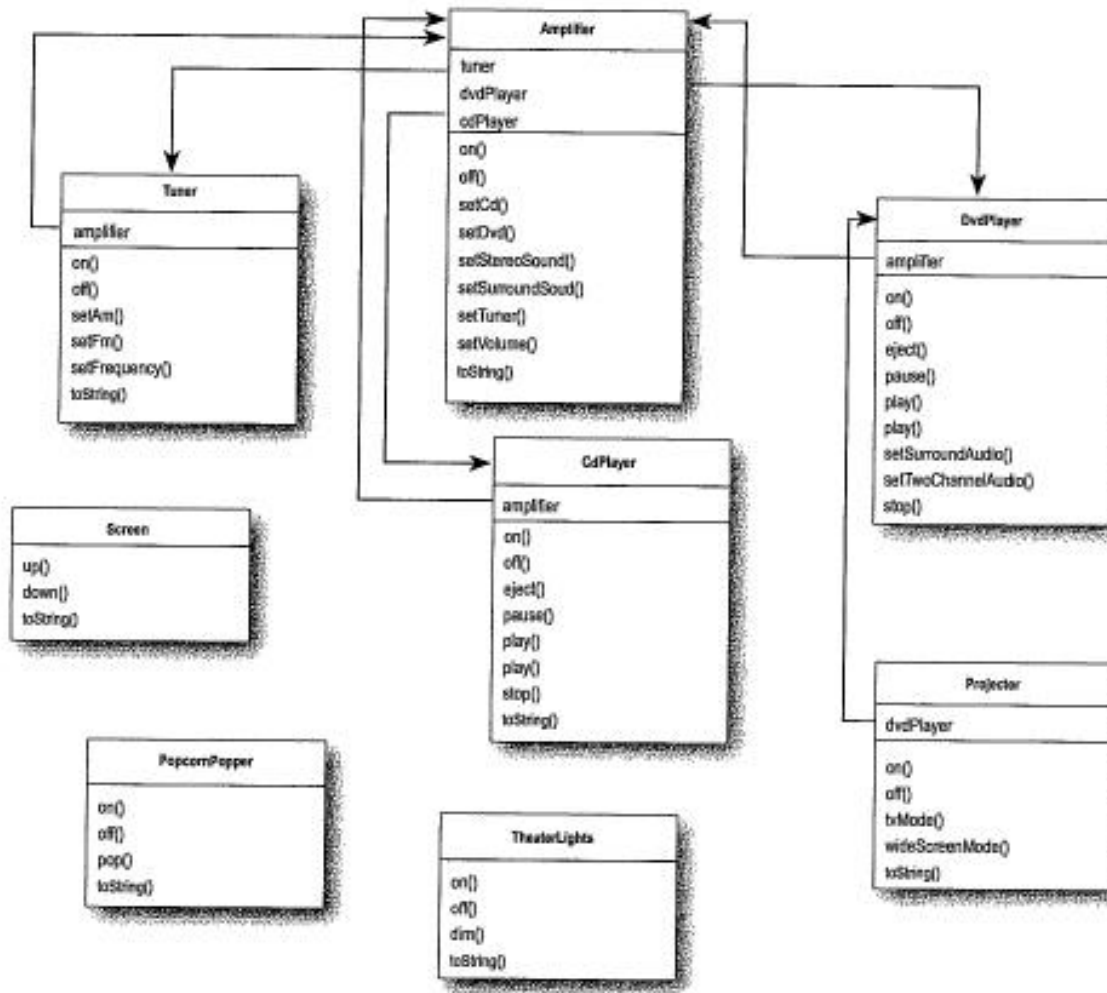 Amplifier
tuner
dvdPlayer
cdPlayer
on()
off()
setCd()
setDvd()
setStereoSound()
setSurroundSoud()
setTuner()
setVolume()
toString()
Tuner
amplifier
on()
off()
setAm()
setFm()
setFrequency()
toString()
DvdPlayer
amplifier
on()
off()
eject()
pause()
play()
play()
setSurroundAudio()
setTwoChannelAudio()
stop()
CdPlayer
amplifier
on()
off()
eject()
pause()
play()
play()
stop()
toString()
Screen
up()
down()
toString()
Projector
dvdPlayer
on()
off()
tvMode()
wideScreenMode()
toString()
PopcornPopper
on()
off()
pop()
toString()
TheaterLights
on()
off()
dim()
toString()